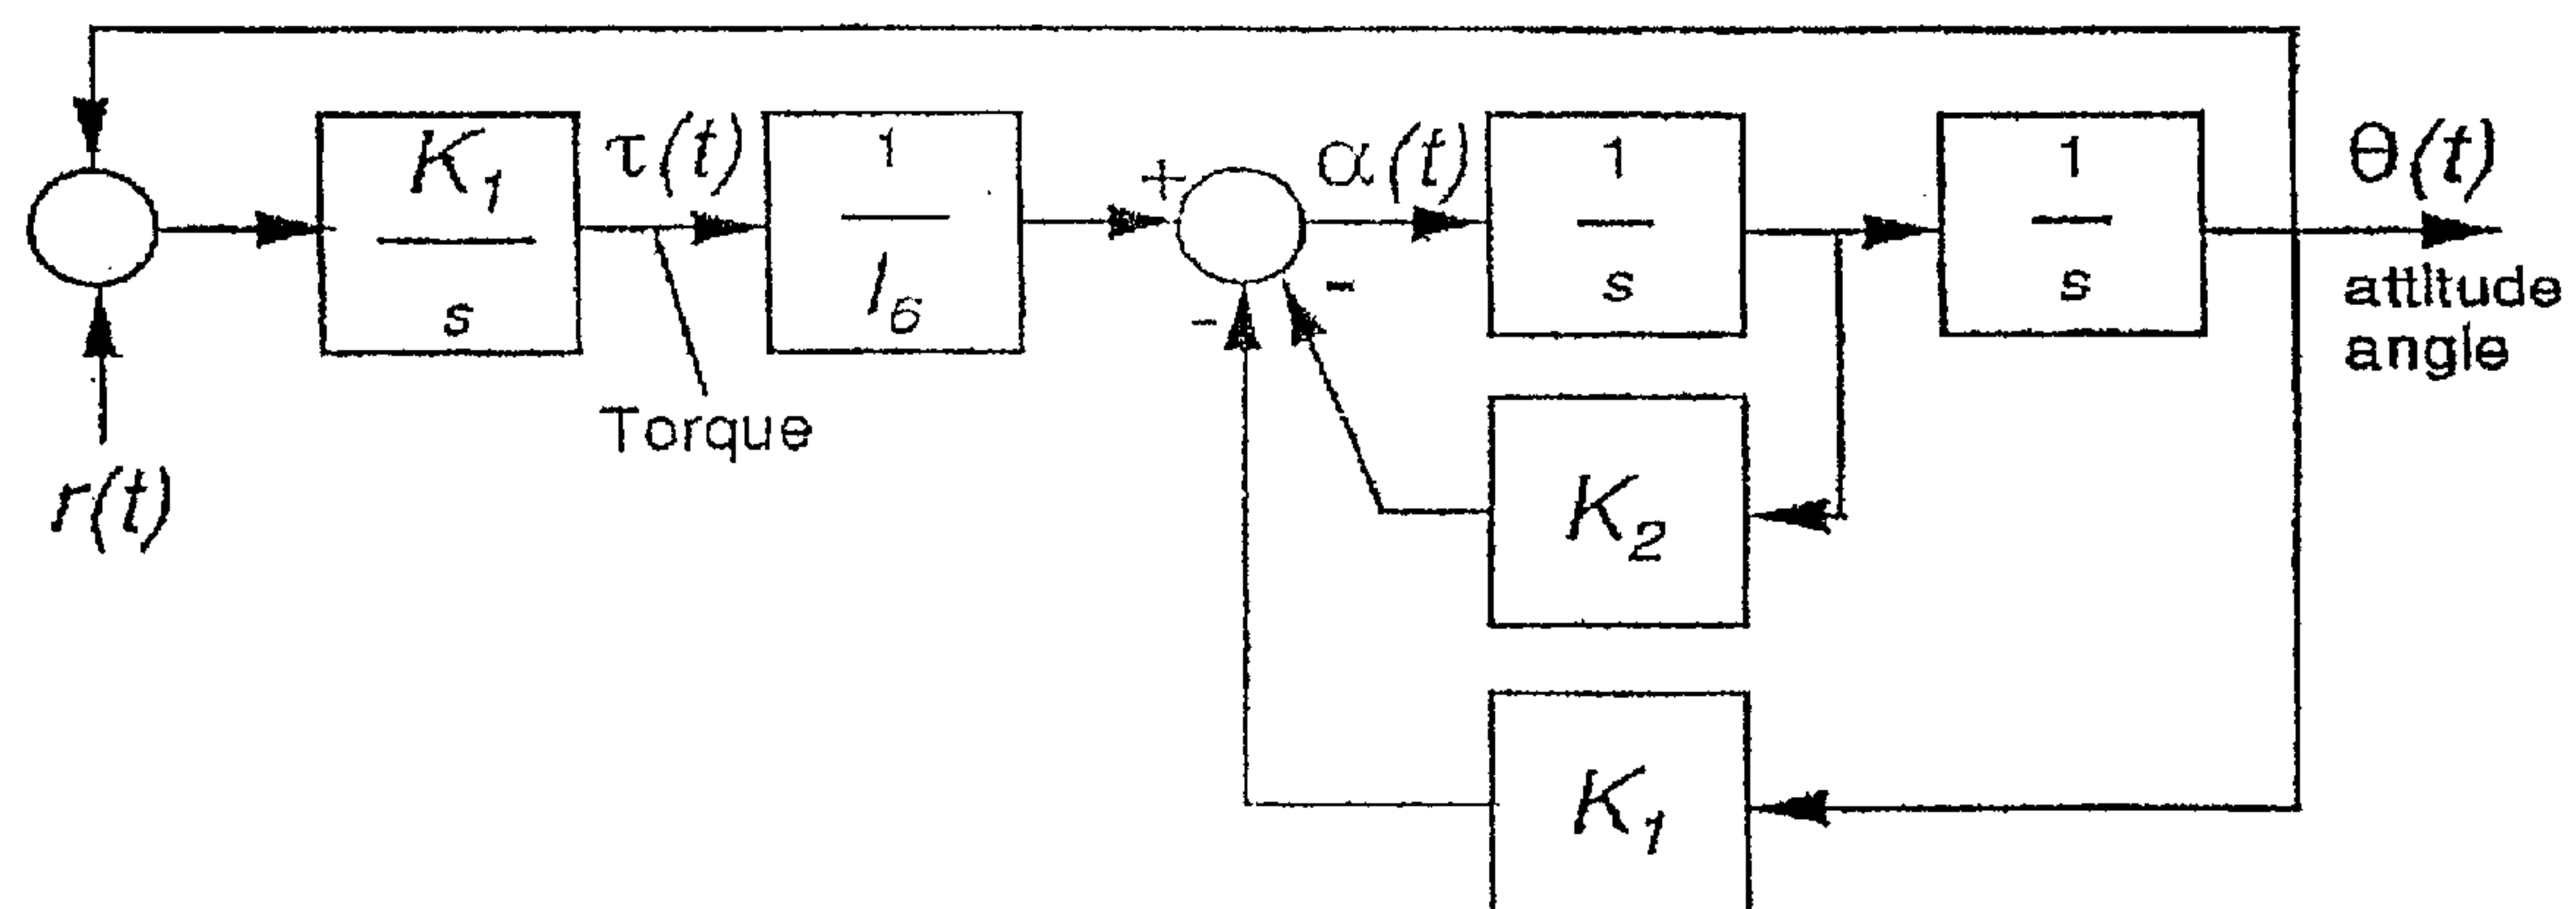 K1
s
τ(t)
1
I6
+
-
-
α(t)
1
s
1
s
θ(t)
attitude
angle
Torque
r(t)
K2
K1